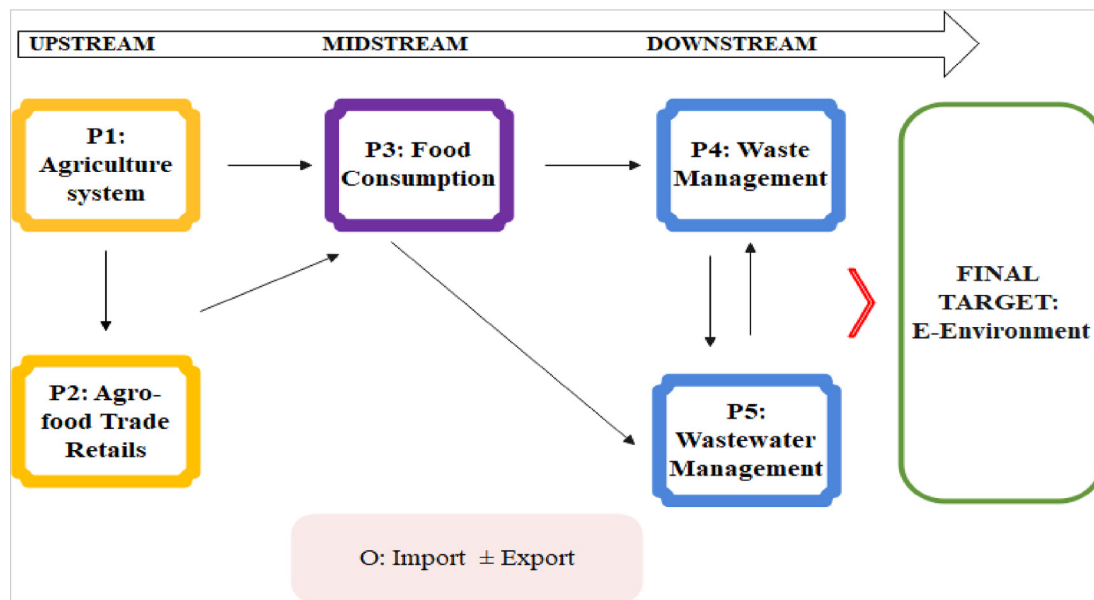 UPSTREAM MIDSTREAM DOWNSTREAM
P1:
Agriculture
system
P3: Food
Consumption
P4: Waste
Management
FINAL
TARGET:
E-Environment
P2: Agro-
food Trade
Retails
P5:
Wastewater
Management
O: Import ± Export